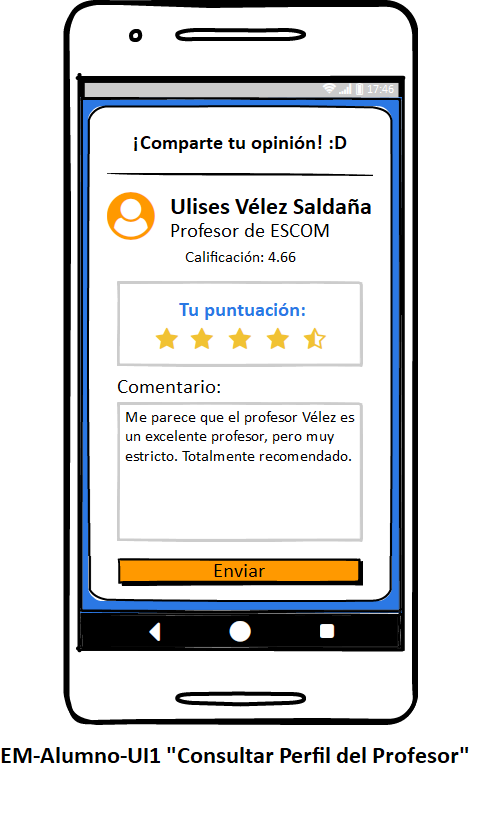 17:46
¡Comparte tu opinión! :D
Ulises Vélez Saldaña
Profesor de ESCOM
Calificación: 4.66
Tu puntuación:
Comentario:
Me parece que el profesor Vélez es
un excelente profesor, pero muy
estricto. Totalmente recomendado.
Enviar
EM-Alumno-UI1 "Consultar Perfil del Profesor"